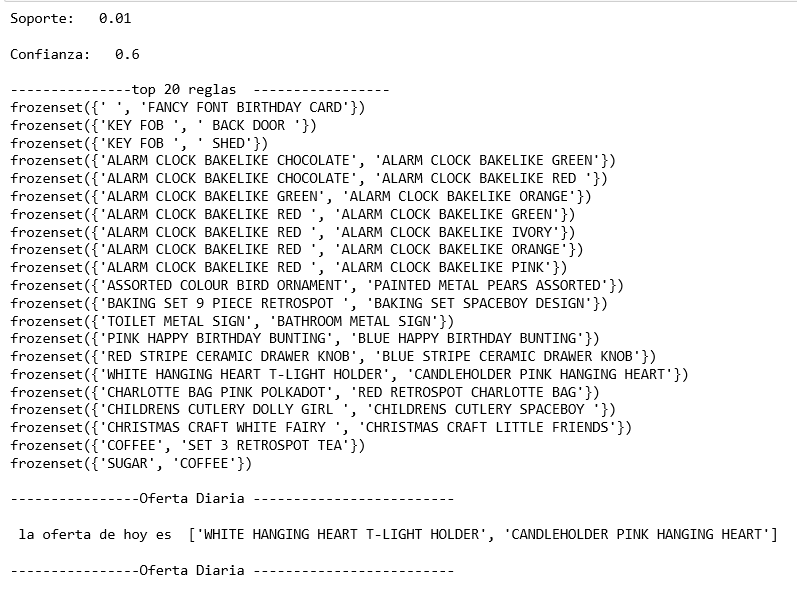 Soporte:   0.01
Confianza:   0.6
---------------top 20 reglas  -----------------
frozenset({' ', 'FANCY FONT BIRTHDAY CARD'})
frozenset({'KEY FOB ', ' BACK DOOR '})
frozenset({'KEY FOB ', ' SHED'})
frozenset({'ALARM CLOCK BAKELIKE CHOCOLATE', 'ALARM CLOCK BAKELIKE GREEN'})
frozenset({'ALARM CLOCK BAKELIKE CHOCOLATE', 'ALARM CLOCK BAKELIKE RED '})
frozenset({'ALARM CLOCK BAKELIKE GREEN', 'ALARM CLOCK BAKELIKE ORANGE'})
frozenset({'ALARM CLOCK BAKELIKE RED ', 'ALARM CLOCK BAKELIKE GREEN'})
frozenset({'ALARM CLOCK BAKELIKE RED ', 'ALARM CLOCK BAKELIKE IVORY'})
frozenset({'ALARM CLOCK BAKELIKE RED ', 'ALARM CLOCK BAKELIKE ORANGE'})
frozenset({'ALARM CLOCK BAKELIKE RED ', 'ALARM CLOCK BAKELIKE PINK'})
frozenset({'ASSORTED COLOUR BIRD ORNAMENT', 'PAINTED METAL PEARS ASSORTED'})
frozenset({'BAKING SET 9 PIECE RETROSPOT ', 'BAKING SET SPACEBOY DESIGN'})
frozenset({'TOILET METAL SIGN', 'BATHROOM METAL SIGN'})
frozenset({'PINK HAPPY BIRTHDAY BUNTING', 'BLUE HAPPY BIRTHDAY BUNTING'})
frozenset({'RED STRIPE CERAMIC DRAWER KNOB', 'BLUE STRIPE CERAMIC DRAWER KNOB'})
frozenset({'WHITE HANGING HEART T-LIGHT HOLDER', 'CANDLEHOLDER PINK HANGING HEART'})
frozenset({'CHARLOTTE BAG PINK POLKADOT', 'RED RETROSPOT CHARLOTTE BAG'})
frozenset({'CHILDRENS CUTLERY DOLLY GIRL ', 'CHILDRENS CUTLERY SPACEBOY '})
frozenset({'CHRISTMAS CRAFT WHITE FAIRY ', 'CHRISTMAS CRAFT LITTLE FRIENDS'})
frozenset({'COFFEE', 'SET 3 RETROSPOT TEA'})
frozenset({'SUGAR', 'COFFEE'})
----------------Oferta Diaria -------------------------
la oferta de hoy es  ['WHITE HANGING HEART T-LIGHT HOLDER', 'CANDLEHOLDER PINK HANGING HEART']
----------------Oferta Diaria -------------------------